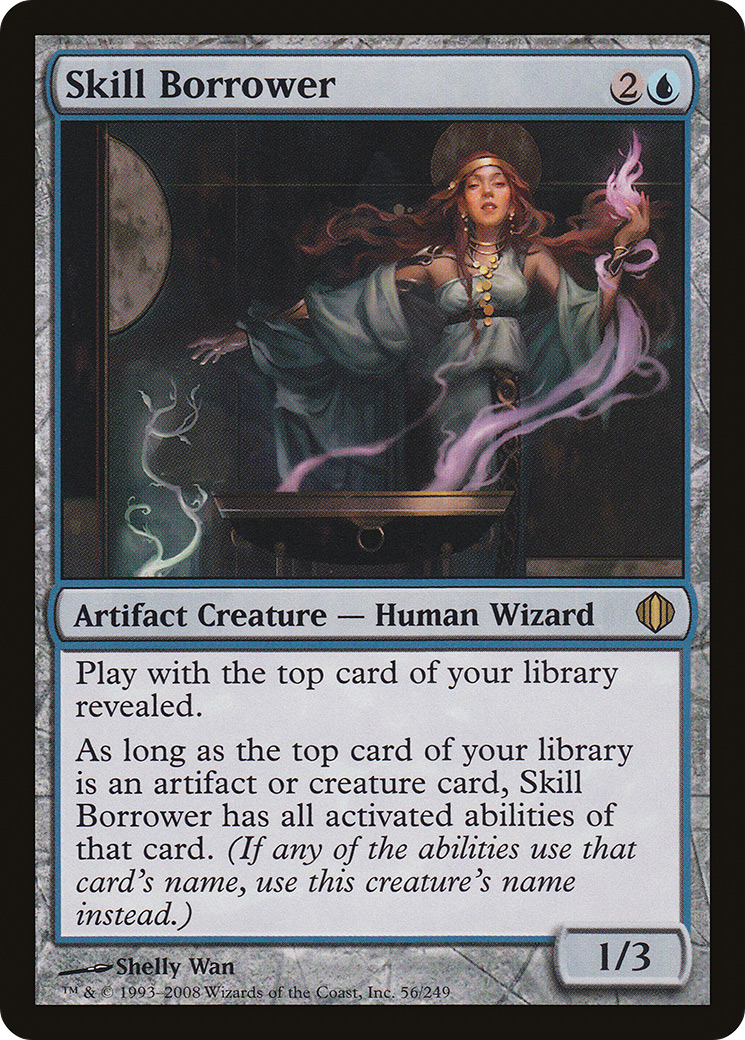 Skill Borrower 2
Artifact Creature — Human Wizard
Play with the top card of your library
revealed.
As long as the top card of your library
is an artifact or creature card, Skill
Borrower has all activated abilities of
that card. (If any of the abilities use that
card's name, use this creature's name
instead.)
1/3
Shelly Wan
™ & © 1993–2008 Wizards of the Coast, Inc. 56/249